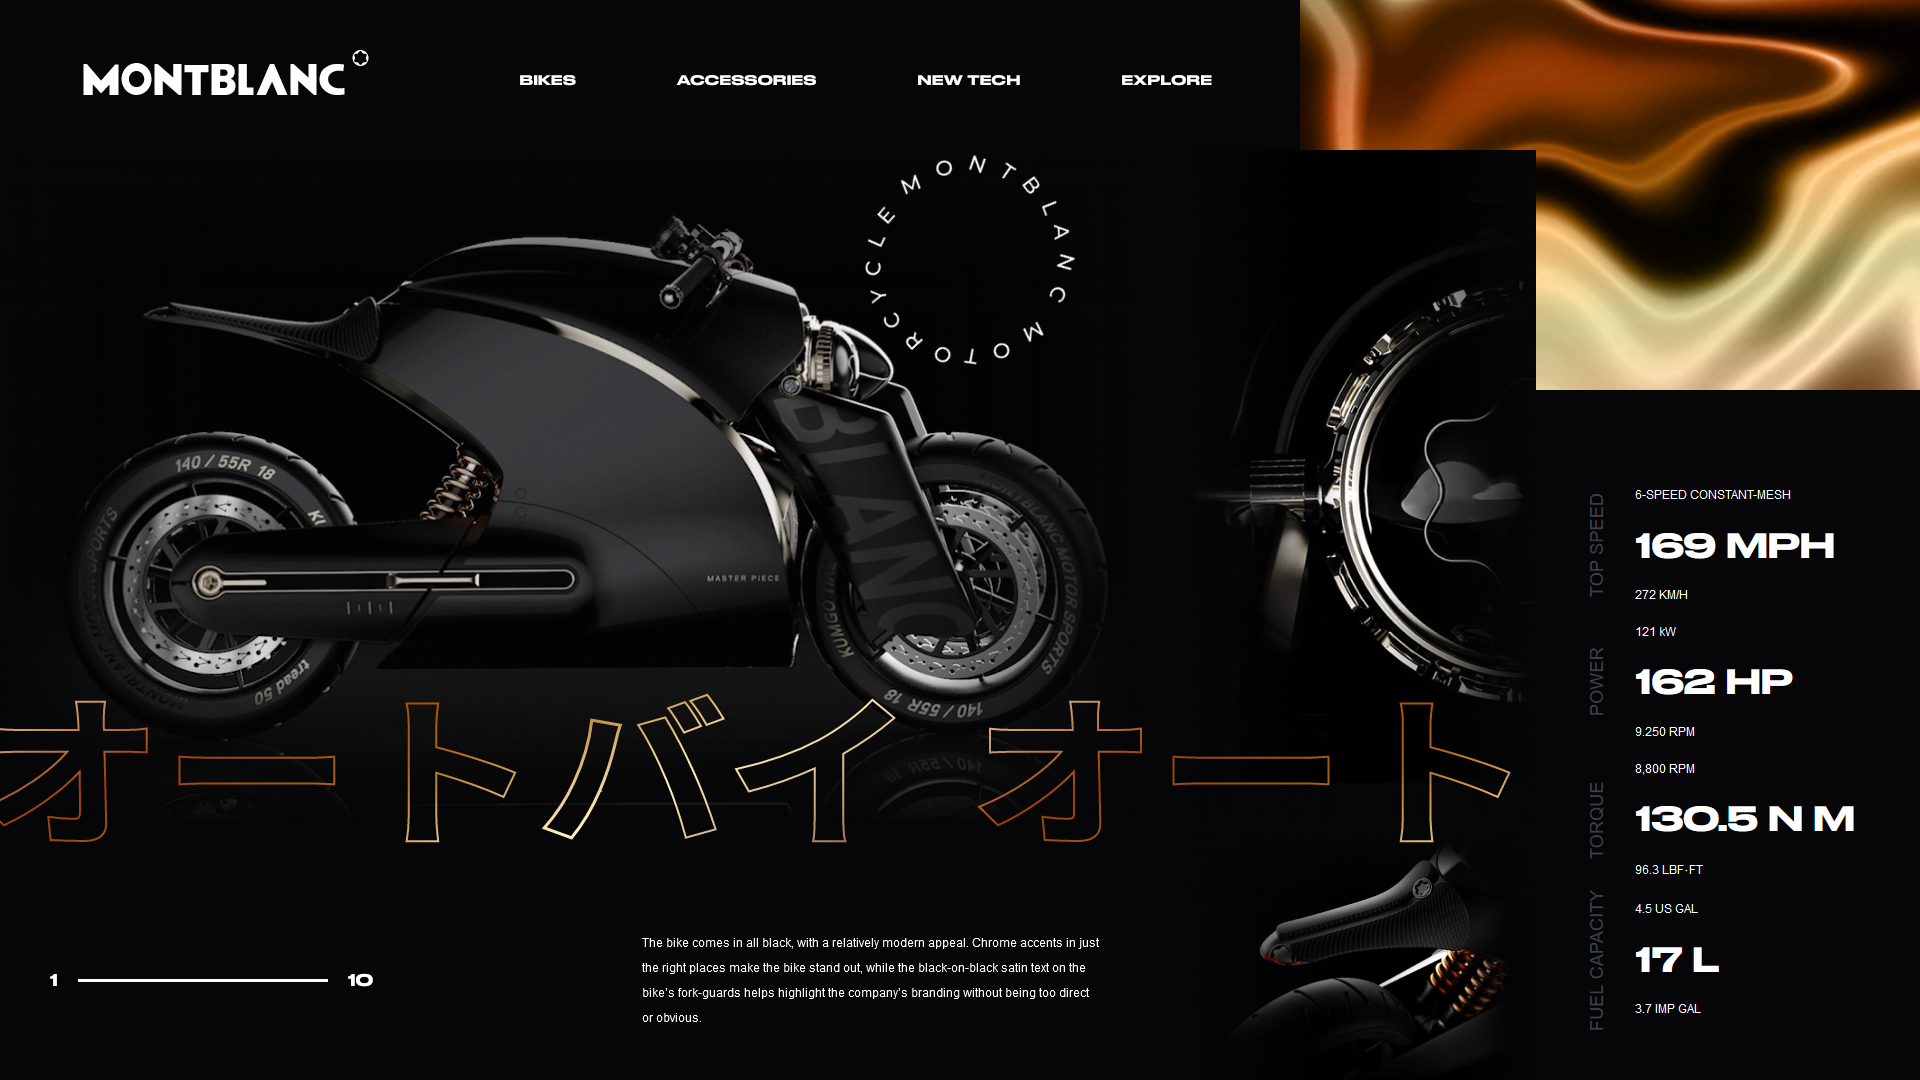 MONTBLANC
BIKES
ACCESSORIES
NEW TECH
EXPLORE
MONTBLANC MOTORCYCLE
140 / 55R 18
BLANC
MASTER PiECE
MONTBLANC MOTOR SPORTS
KUMGO
140 / 55R 18
tread 50
オートバイオート
TOP SPEED
6-SPEED CONSTANT-MESH
169 MPH
272 KM/H
POWER
121 kW
162 HP
9.250 RPM
TORQUE
8,800 RPM
130.5 N M
96.3 LBF·FT
FUEL CAPACITY
4.5 US GAL
17 L
3.7 IMP GAL
1
10
The bike comes in all black, with a relatively modern appeal. Chrome accents in just
the right places make the bike stand out, while the black-on-black satin text on the
bike’s fork-guards helps highlight the company’s branding without being too direct
or obvious.